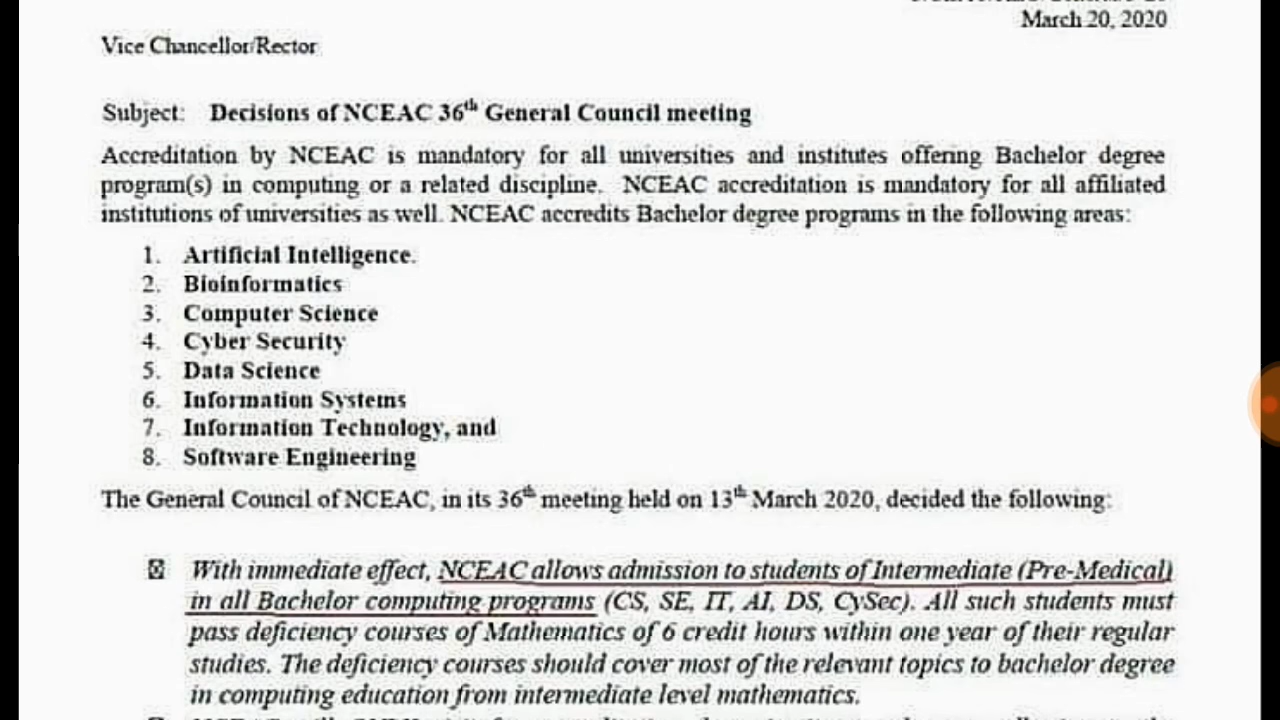 March 20, 2020
Vice Chancellor/Rector
Subject: Decisions of NCEAC 36th General Council meeting
Accreditation by NCEAC is mandatory for all universities and institutes offering Bachelor degree
program(s) in computing or a related discipline. NCEAC accreditation is mandatory for all affiliated
institutions of universities as well. NCEAC accredits Bachelor degree programs in the following areas:
1. Artificial Intelligence.
2. Bioinformatics
3. Computer Science
4. Cyber Security
5. Data Science
6. Information Systems
7. Information Technology, and
8. Software Engineering
The General Council of NCEAC, in its 36th meeting held on 13th March 2020, decided the following:
With immediate effect, NCEAC allows admission to students of Intermediate (Pre-Medical)
in all Bachelor computing programs (CS, SE, IT, AI, DS, CySec). All such students must
pass deficiency courses of Mathematics of 6 credit hours within one year of their regular
studies. The deficiency courses should cover most of the relevant topics to bachelor degree
in computing education from intermediate level mathematics.